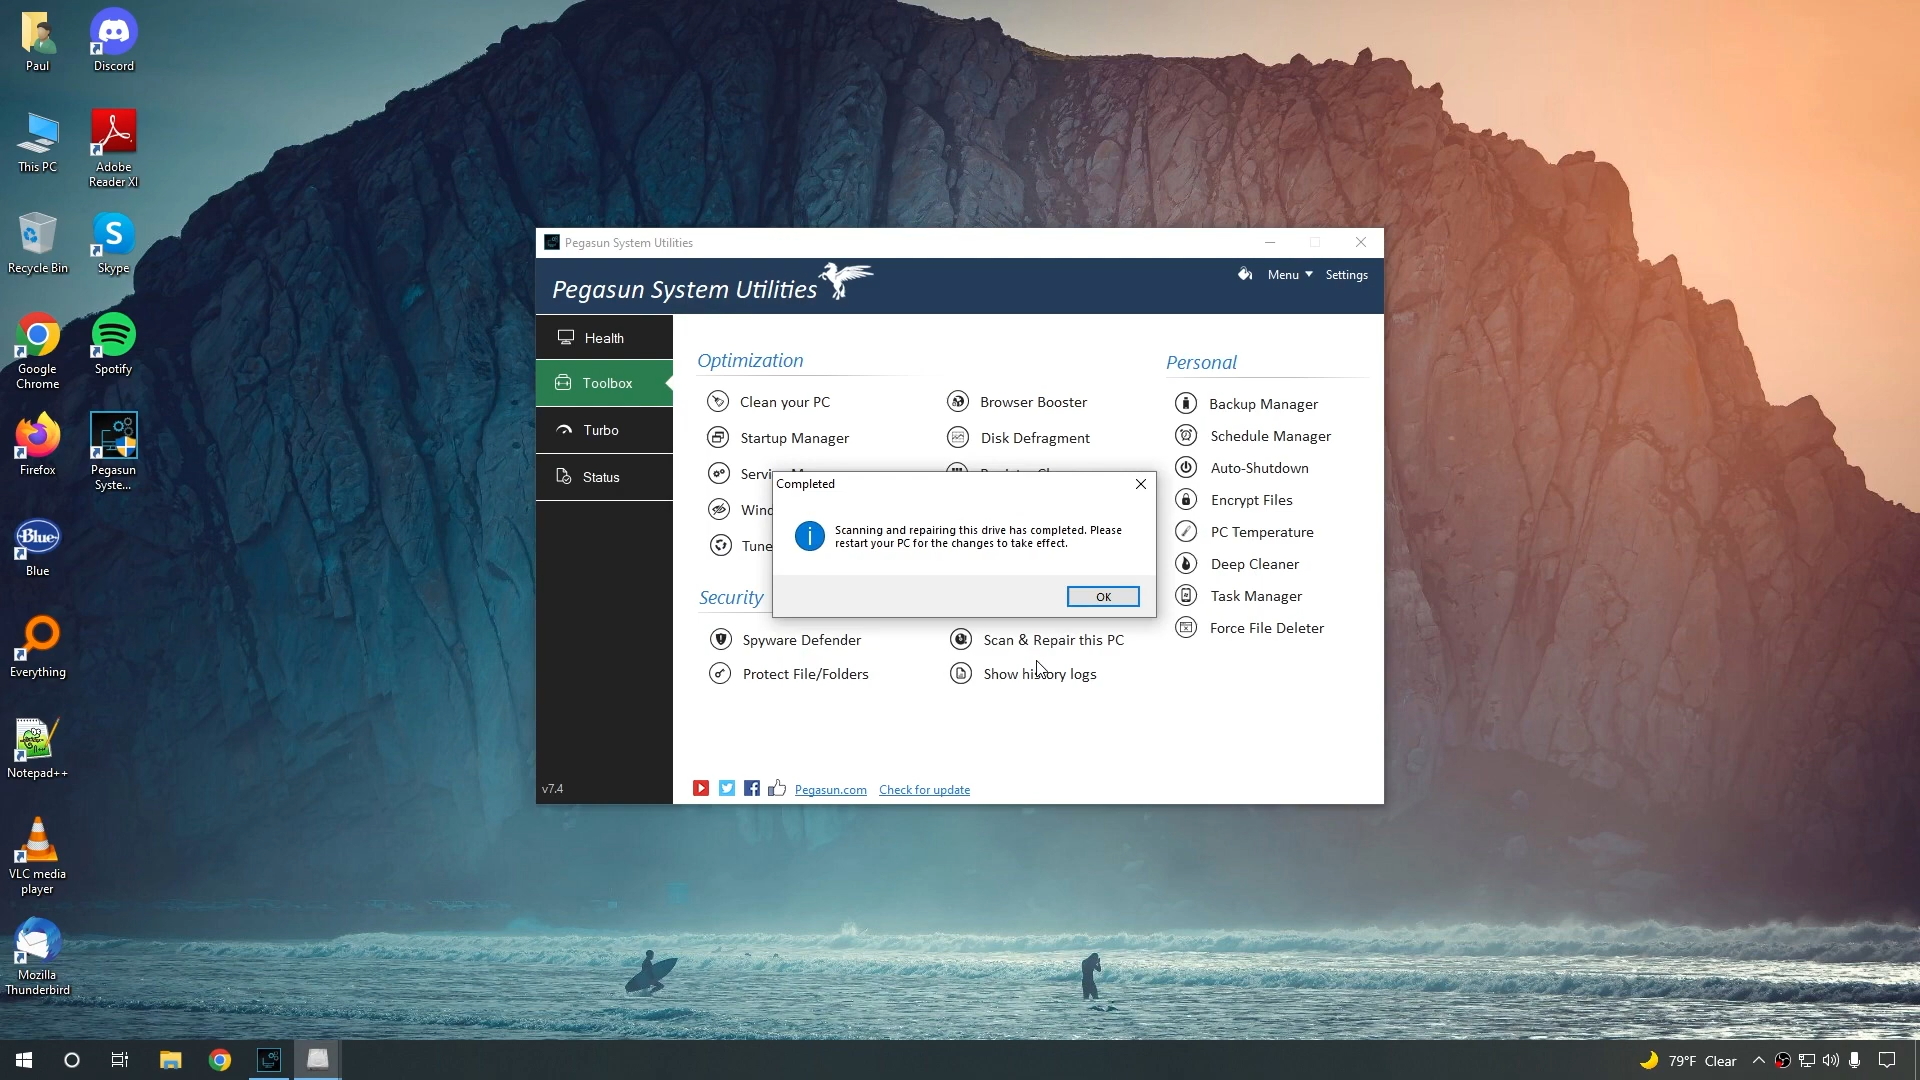 Paul
Discord
This PC
Adobe
Reader XI
Recycle Bin
Skype
Google
Chrome
Spotify
Firefox
Pegasun
Syste...
Blue
Blue
Everything
Notepad++
VLC media
player
Mozilla
Thunderbird
Pegasun System Utilities
Pegasun System Utilities
Menu
Settings
Health
Toolbox
Turbo
Status
v7.4
Optimization
Clean your PC
Browser Booster
Startup Manager
Disk Defragment
Personal
Backup Manager
Schedule Manager
Auto-Shutdown
Encrypt Files
PC Temperature
Deep Cleaner
Task Manager
Force File Deleter
Completed
Scanning and repairing this drive has completed. Please
restart your PC for the changes to take effect.
OK
Security
Spyware Defender
Scan & Repair this PC
Protect File/Folders
Show history logs
Pegasun.com
Check for update
79°F Clear